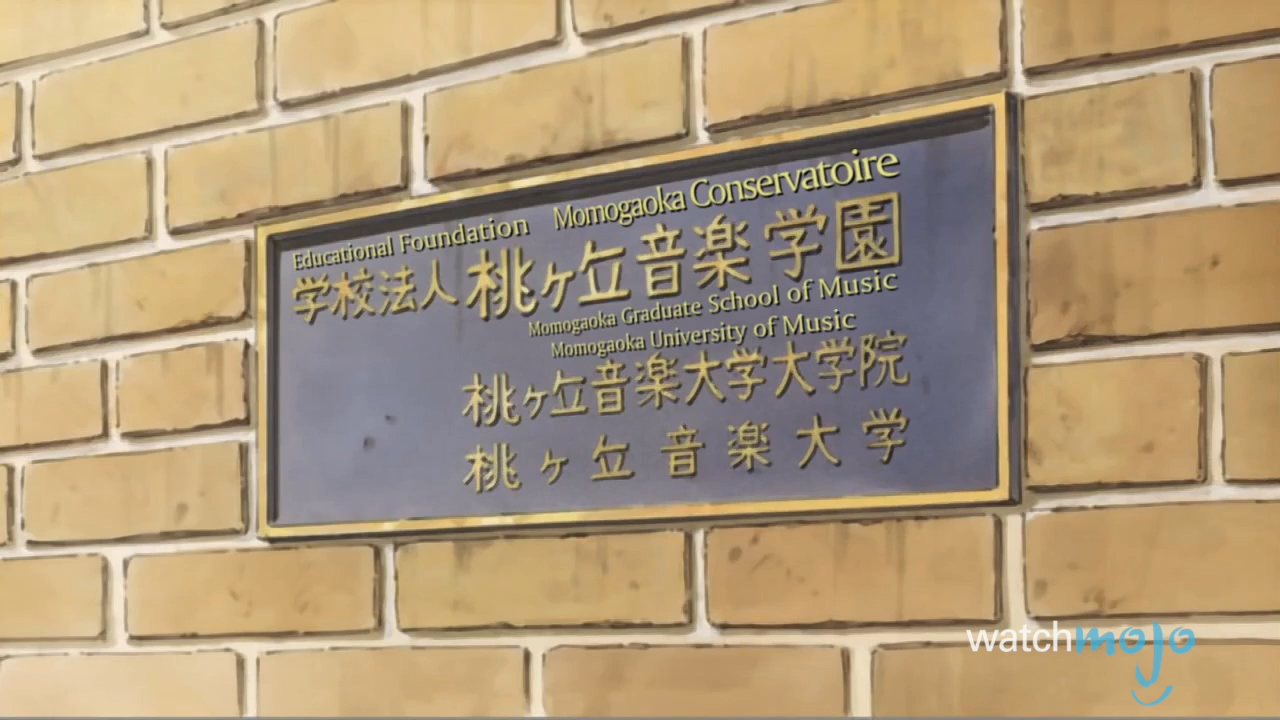 Educational Foundation Momogaoka Conservatoire
学校法人 桃ヶ丘音楽学園
Momogaoka Graduate School of Music
Momogaoka University of Music
桃ヶ丘音楽大学大学院
桃ヶ丘音楽大学
watchmojo